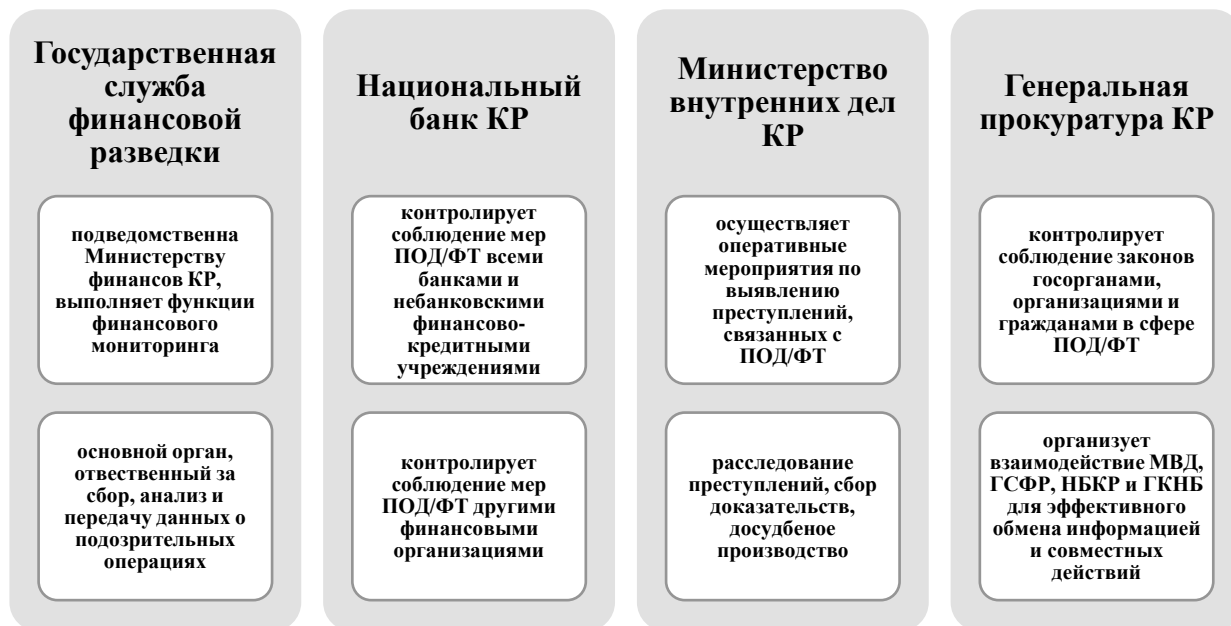 Государственная
служба
финансовой
разведки
подведомственна
Министерству
финансов КР,
выполняет функции
финансового
мониторинга
основной орган,
отвественный за
сбор, анализ и
передачу данных о
подозрительных
операциях
Национальный
банк КР
контролирует
соблюдение мер
ПОД/ФТ всеми
банками и
небанковскими
финансово-
кредитными
учреждениями
контролирует
соблюдение мер
ПОД/ФТ другими
финансовыми
организациями
Министерство
внутренних дел
КР
осуществляет
оперативные
мероприятия по
выявлению
преступлений,
связанных с
ПОД/ФТ
расследование
преступлений, сбор
доказательств,
досудбеное
производство
Генеральная
прокуратура КР
контролирует
соблюдение законов
госорганами,
организациями и
гражданами в сфере
ПОД/ФТ
организует
взаимодействие МВД,
ГСФР, НБКР и ГКНБ
для эффективного
обмена информацией
и совместных
действий